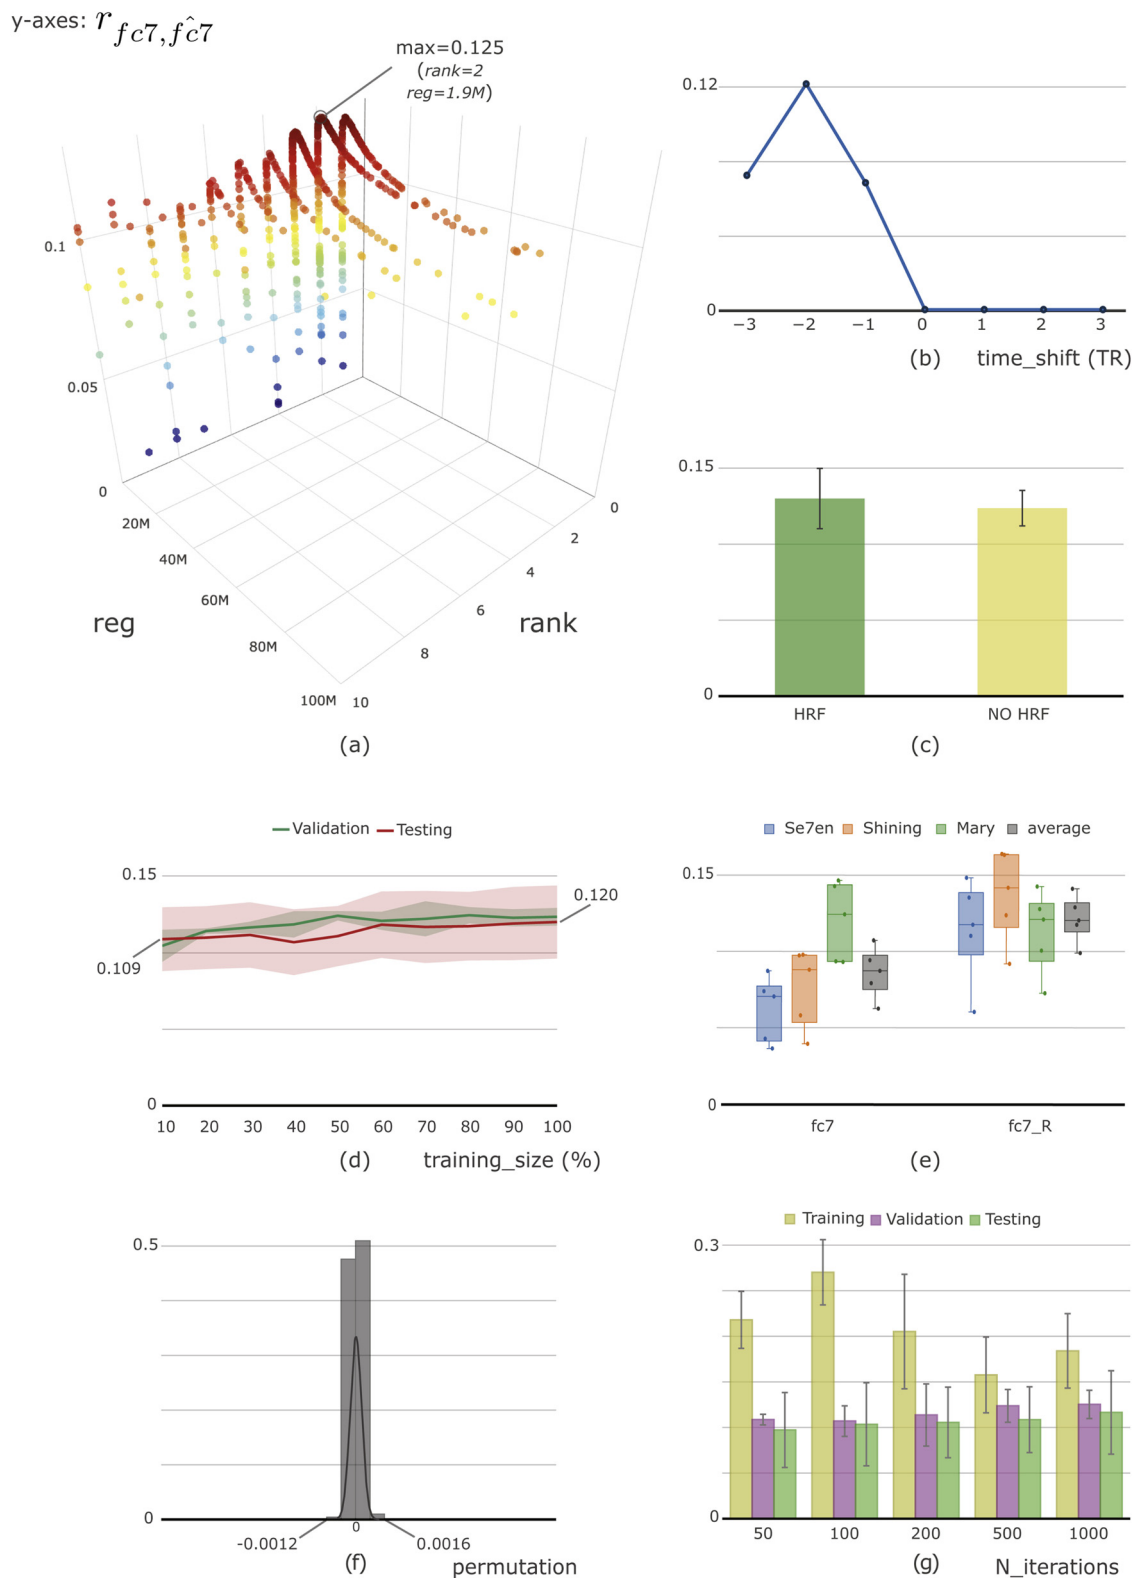 y-axes: r_{fc7,\hat{fc7}}
max=0.125
(rank=2
reg=1.9M)
0.1
0.05
0
20M
40M
60M
80M
100M
reg
0
2
4
6
8
10
rank
(a)
0.12
0
−3 −2 −1 0 1 2 3
(b) time_shift (TR)
0.15
0
HRF NO HRF
(c)
Validation Testing
0.15
0.120
0.109
0
10 20 30 40 50 60 70 80 90 100
(d) training_size (%)
Se7en Shining Mary average
0.15
0
fc7 fc7_R
(e)
0.5
0
0
-0.0012 0.0016
(f) permutation
Training Validation Testing
0.3
0
50 100 200 500 1000
(g) N_iterations